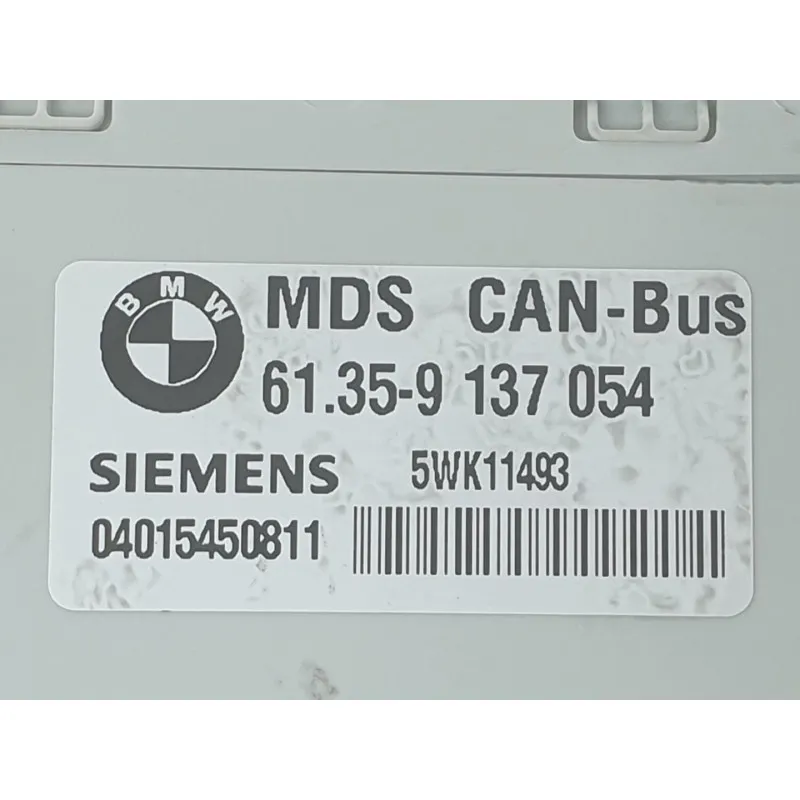 BMW
MDS CAN-Bus
61.35-9 137 054
SIEMENS 5WK11493
04015450811